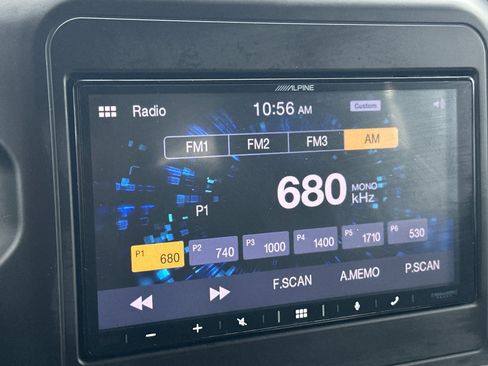 ALPINE
Radio 10:56 AM Custom
FM1 FM2 FM3 AM
P1 680 MONO kHz
P1 680 P2 740 P3 1000 P4 1400 P5 1710 P6 530
F.SCAN A.MEMO P.SCAN